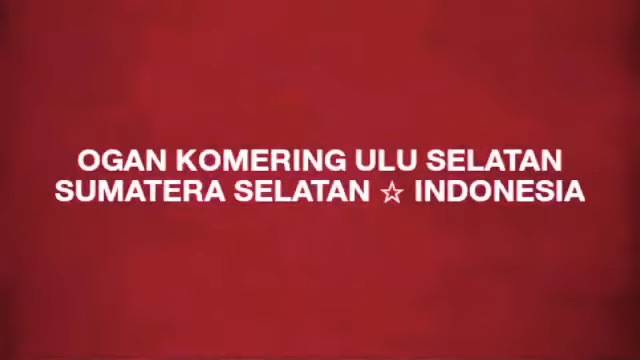 OGAN KOMERING ULU SELATAN
SUMATERA SELATAN ☆ INDONESIA